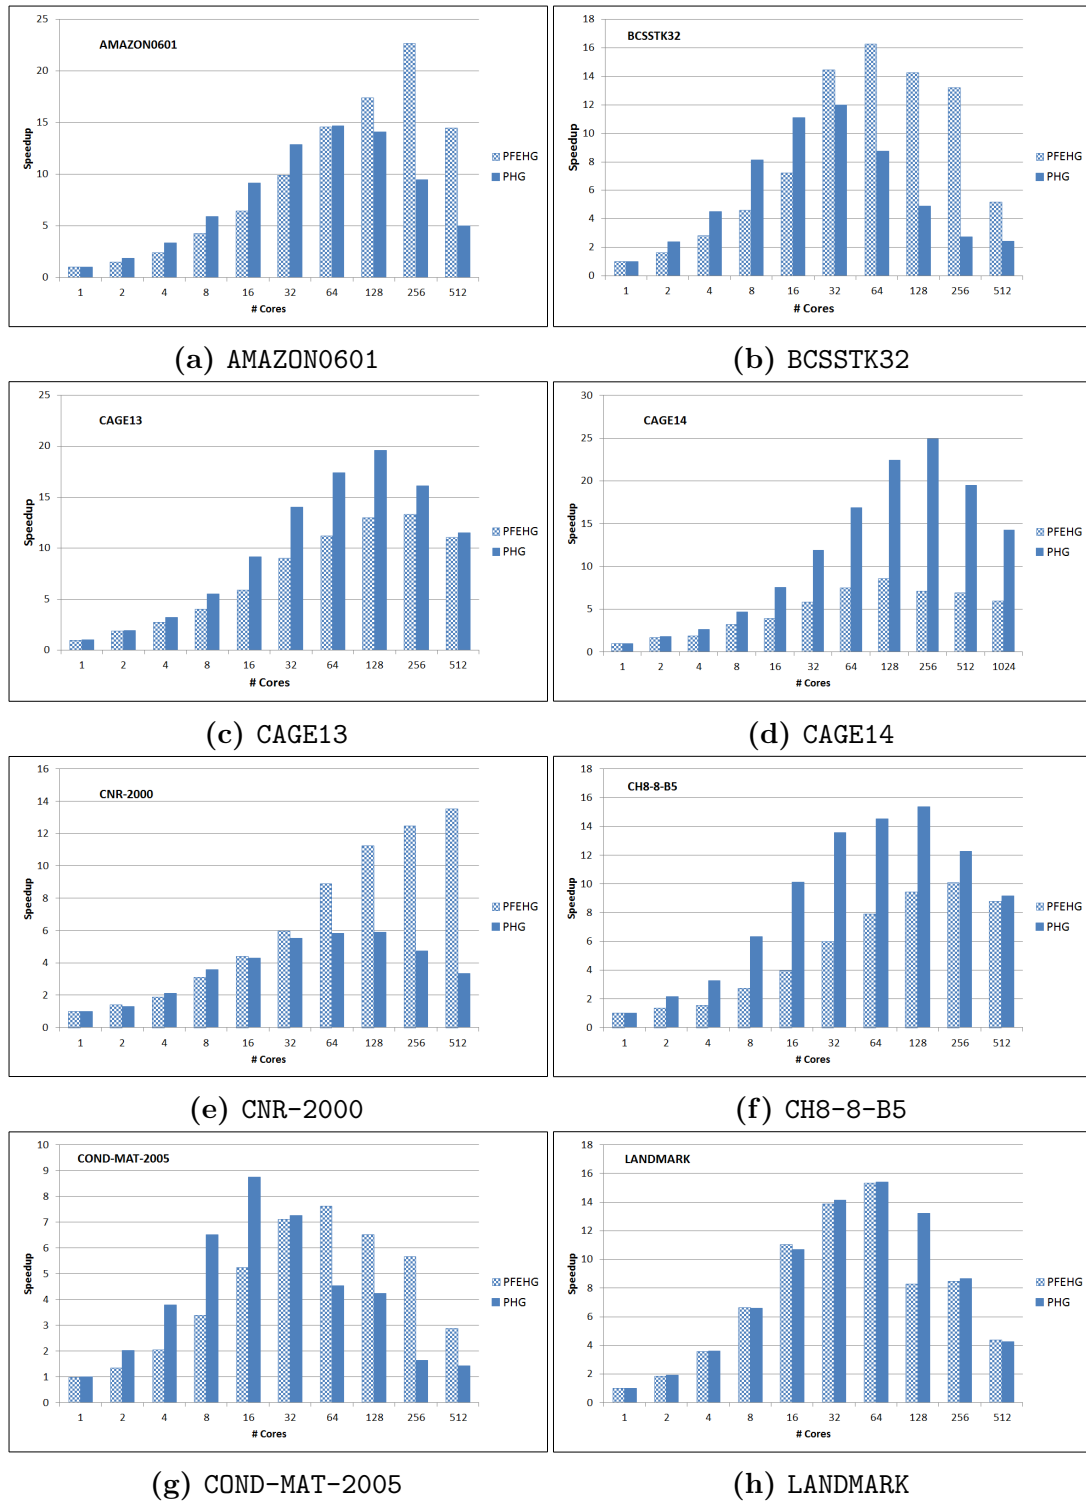 AMAZON0601
Speedup
25
20
15
10
5
0
1 2 4 8 16 32 64 128 256 512
# Cores
PFEHG
PHG
(a) AMAZON0601
BCSSTK32
Speedup
18
16
14
12
10
8
6
4
2
0
1 2 4 8 16 32 64 128 256 512
# Cores
PFEHG
PHG
(b) BCSSTK32
CAGE13
Speedup
25
20
15
10
5
0
1 2 4 8 16 32 64 128 256 512
# Cores
PFEHG
PHG
(c) CAGE13
CAGE14
Speedup
30
25
20
15
10
5
0
1 2 4 8 16 32 64 128 256 512 1024
# Cores
PFEHG
PHG
(d) CAGE14
CNR-2000
Speedup
16
14
12
10
8
6
4
2
0
1 2 4 8 16 32 64 128 256 512
# Cores
PFEHG
PHG
(e) CNR-2000
CH8-8-B5
Speedup
18
16
14
12
10
8
6
4
2
0
1 2 4 8 16 32 64 128 256 512
# Cores
PFEHG
PHG
(f) CH8-8-B5
COND-MAT-2005
Speedup
10
9
8
7
6
5
4
3
2
1
0
1 2 4 8 16 32 64 128 256 512
# Cores
PFEHG
PHG
(g) COND-MAT-2005
LANDMARK
Speedup
18
16
14
12
10
8
6
4
2
0
1 2 4 8 16 32 64 128 256 512
# Cores
PFEHG
PHG
(h) LANDMARK